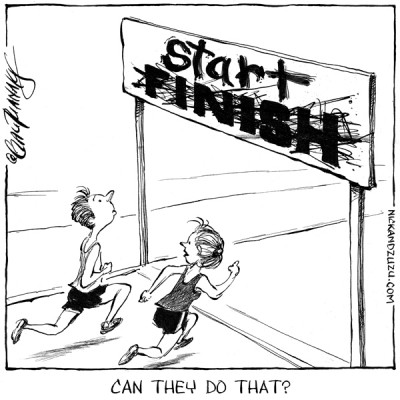 start
FINISH
NICKANDZUZU.COM
CAN THEY DO THAT?